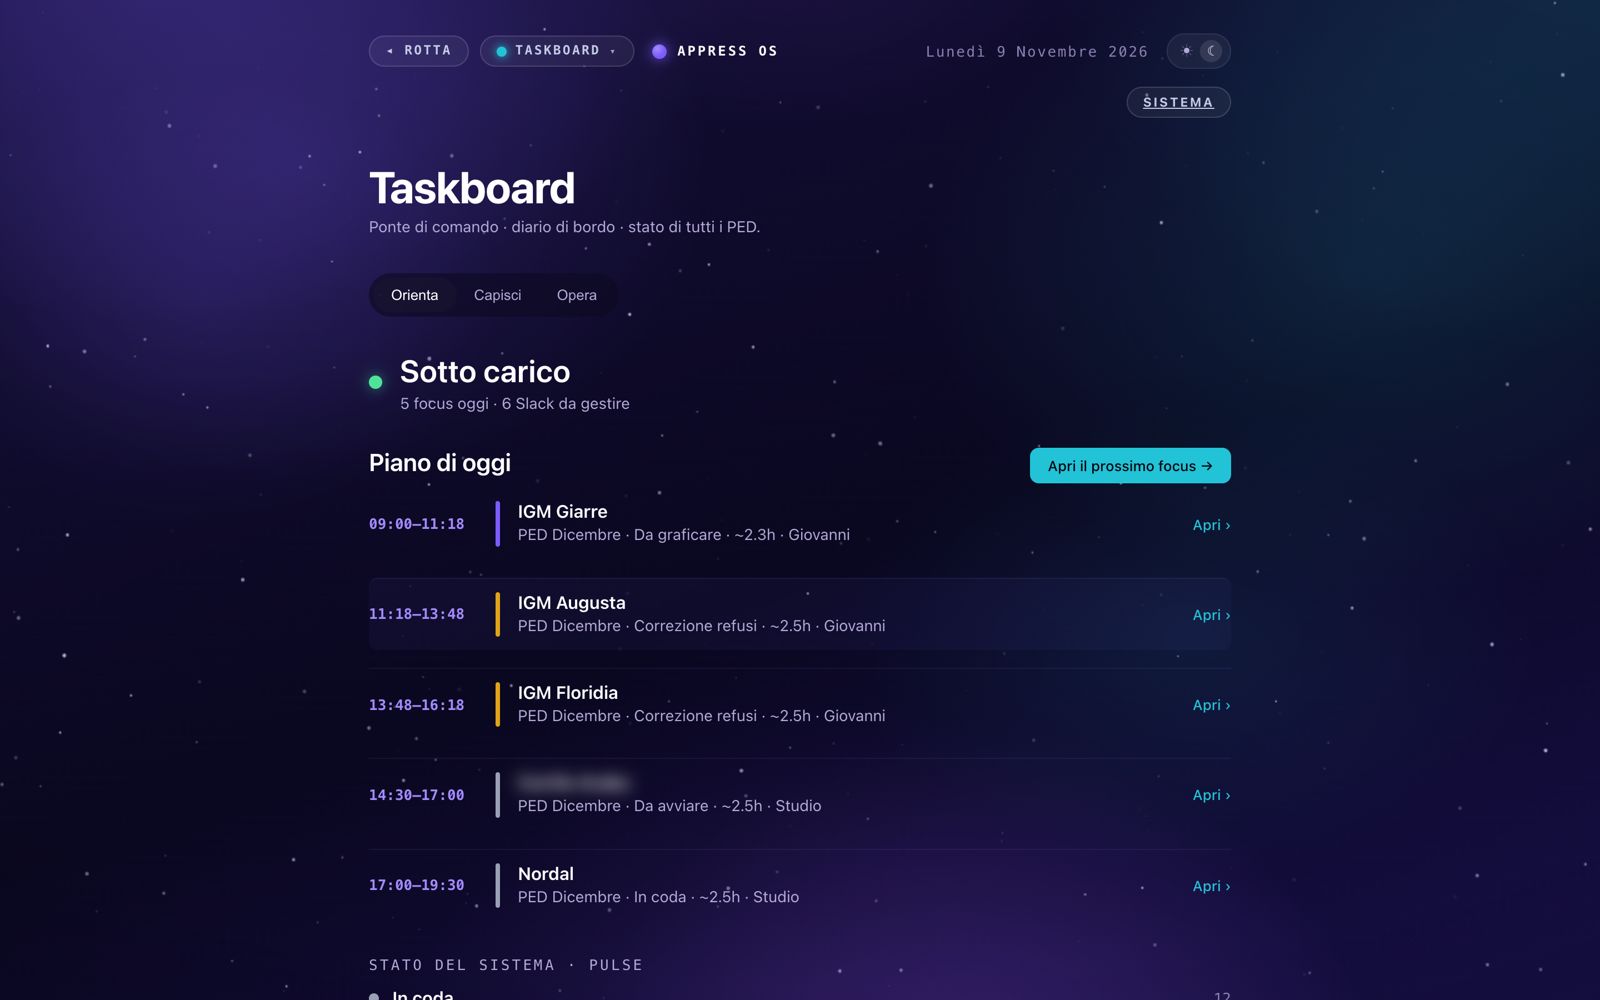 ◂ ROTTA
TASKBOARD ▾
APPRESS OS
Lunedì 9 Novembre 2026
SISTEMA
Taskboard
Ponte di comando · diario di bordo · stato di tutti i PED.
Orienta
Capisci
Opera
Sotto carico
5 focus oggi · 6 Slack da gestire
Piano di oggi
Apri il prossimo focus →
09:00–11:18
IGM Giarre
PED Dicembre · Da graficare · ~2.3h · Giovanni
Apri ›
11:18–13:48
IGM Augusta
PED Dicembre · Correzione refusi · ~2.5h · Giovanni
Apri ›
13:48–16:18
IGM Floridia
PED Dicembre · Correzione refusi · ~2.5h · Giovanni
Apri ›
14:30–17:00
PED Dicembre · Da avviare · ~2.5h · Studio
Apri ›
17:00–19:30
Nordal
PED Dicembre · In coda · ~2.5h · Studio
Apri ›
STATO DEL SISTEMA · PULSE
In coda
12